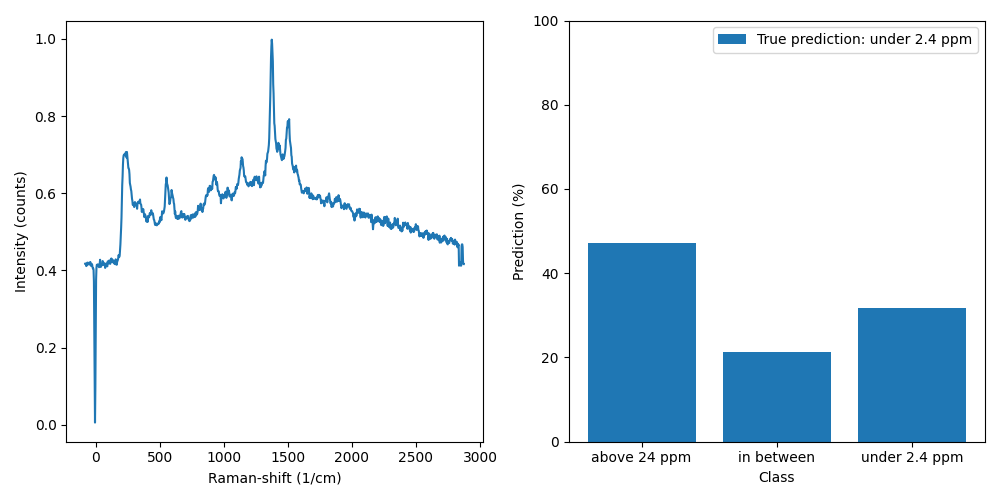 1.0
0.8
0.6
0.4
0.2
0.0
Intensity (counts)
0 500 1000 1500 2000 2500 3000
Raman-shift (1/cm)
100
80
60
40
20
0
Prediction (%)
True prediction: under 2.4 ppm
above 24 ppm in between under 2.4 ppm
Class